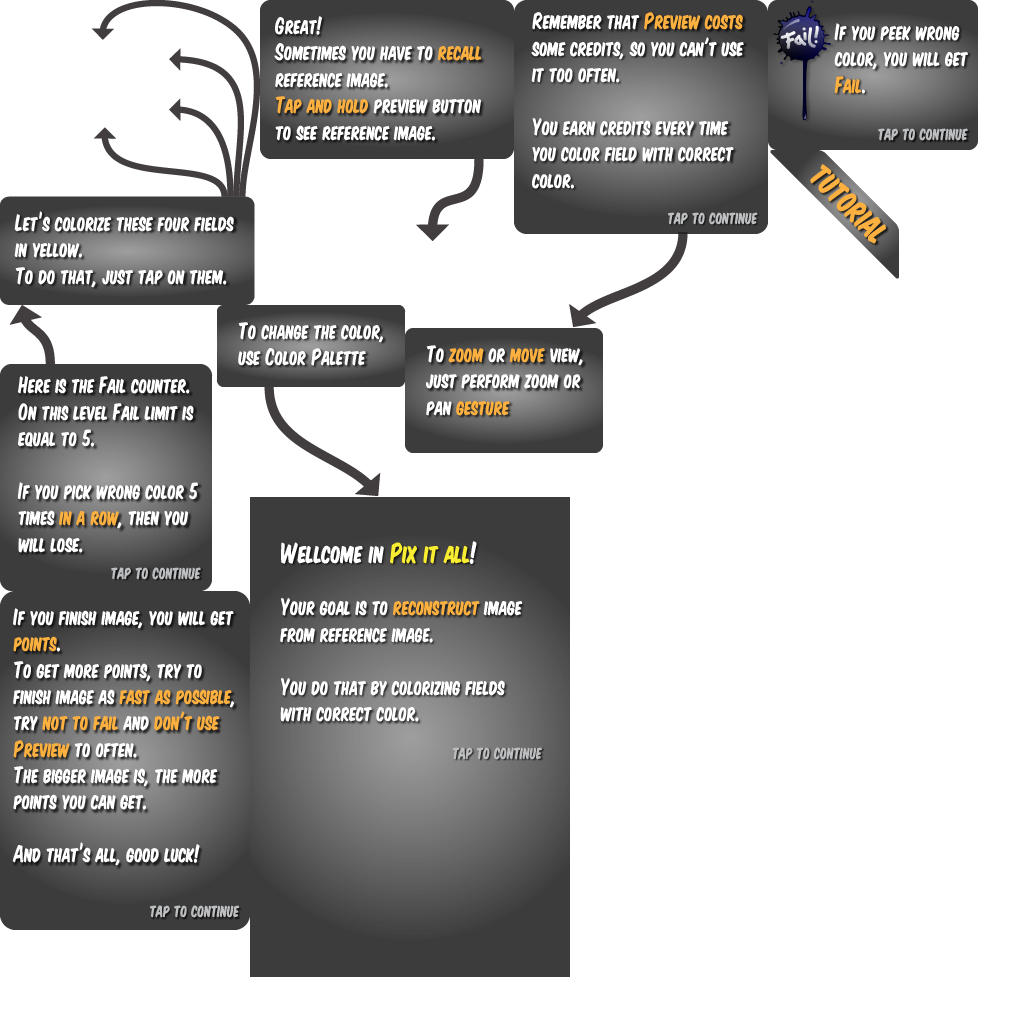 Great!
Sometimes you have to recall
reference image.
Tap and hold preview button
to see reference image.
Remember that Preview costs
some credits, so you can't use
it too often.
You earn credits every time
you color field with correct
color.
tap to continue
Fail!
If you peek wrong
color, you will get
Fail.
tap to continue
TUTORIAL
Let's colorize these four fields
in yellow.
To do that, just tap on them.
To change the color,
use Color Palette
To zoom or move view,
just perform zoom or
pan gesture
Here is the Fail counter.
On this level Fail limit is
equal to 5.
If you pick wrong color 5
times in a row, then you
will lose.
tap to continue
Wellcome in Pix it all!
Your goal is to reconstruct image
from reference image.
You do that by colorizing fields
with correct color.
tap to continue
If you finish image, you will get
points.
To get more points, try to
finish image as fast as possible,
try not to fail and don't use
Preview to often.
The bigger image is, the more
points you can get.
And that's all, good luck!
tap to continue